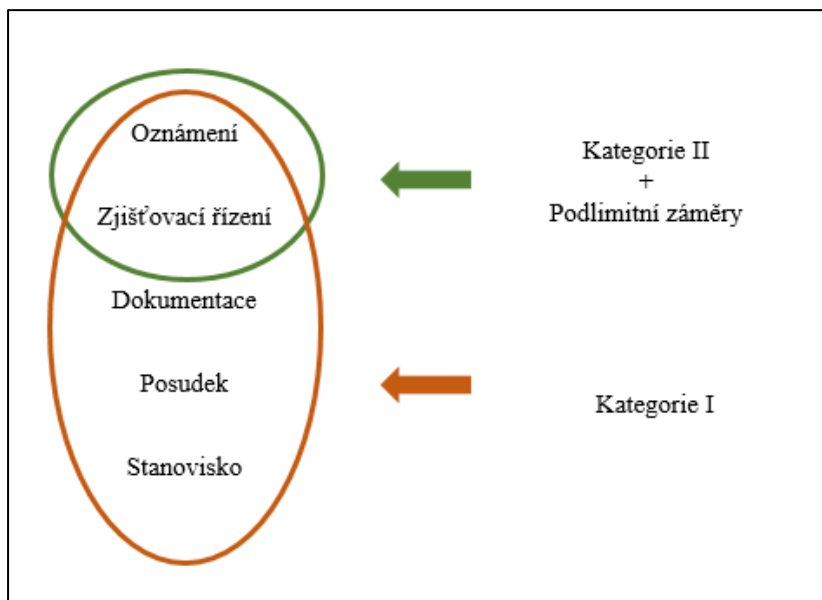 Oznámení
Zjišťovací řízení
Dokumentace
Posudek
Stanovisko
Kategorie II
+
Podlimitní záměry
Kategorie I